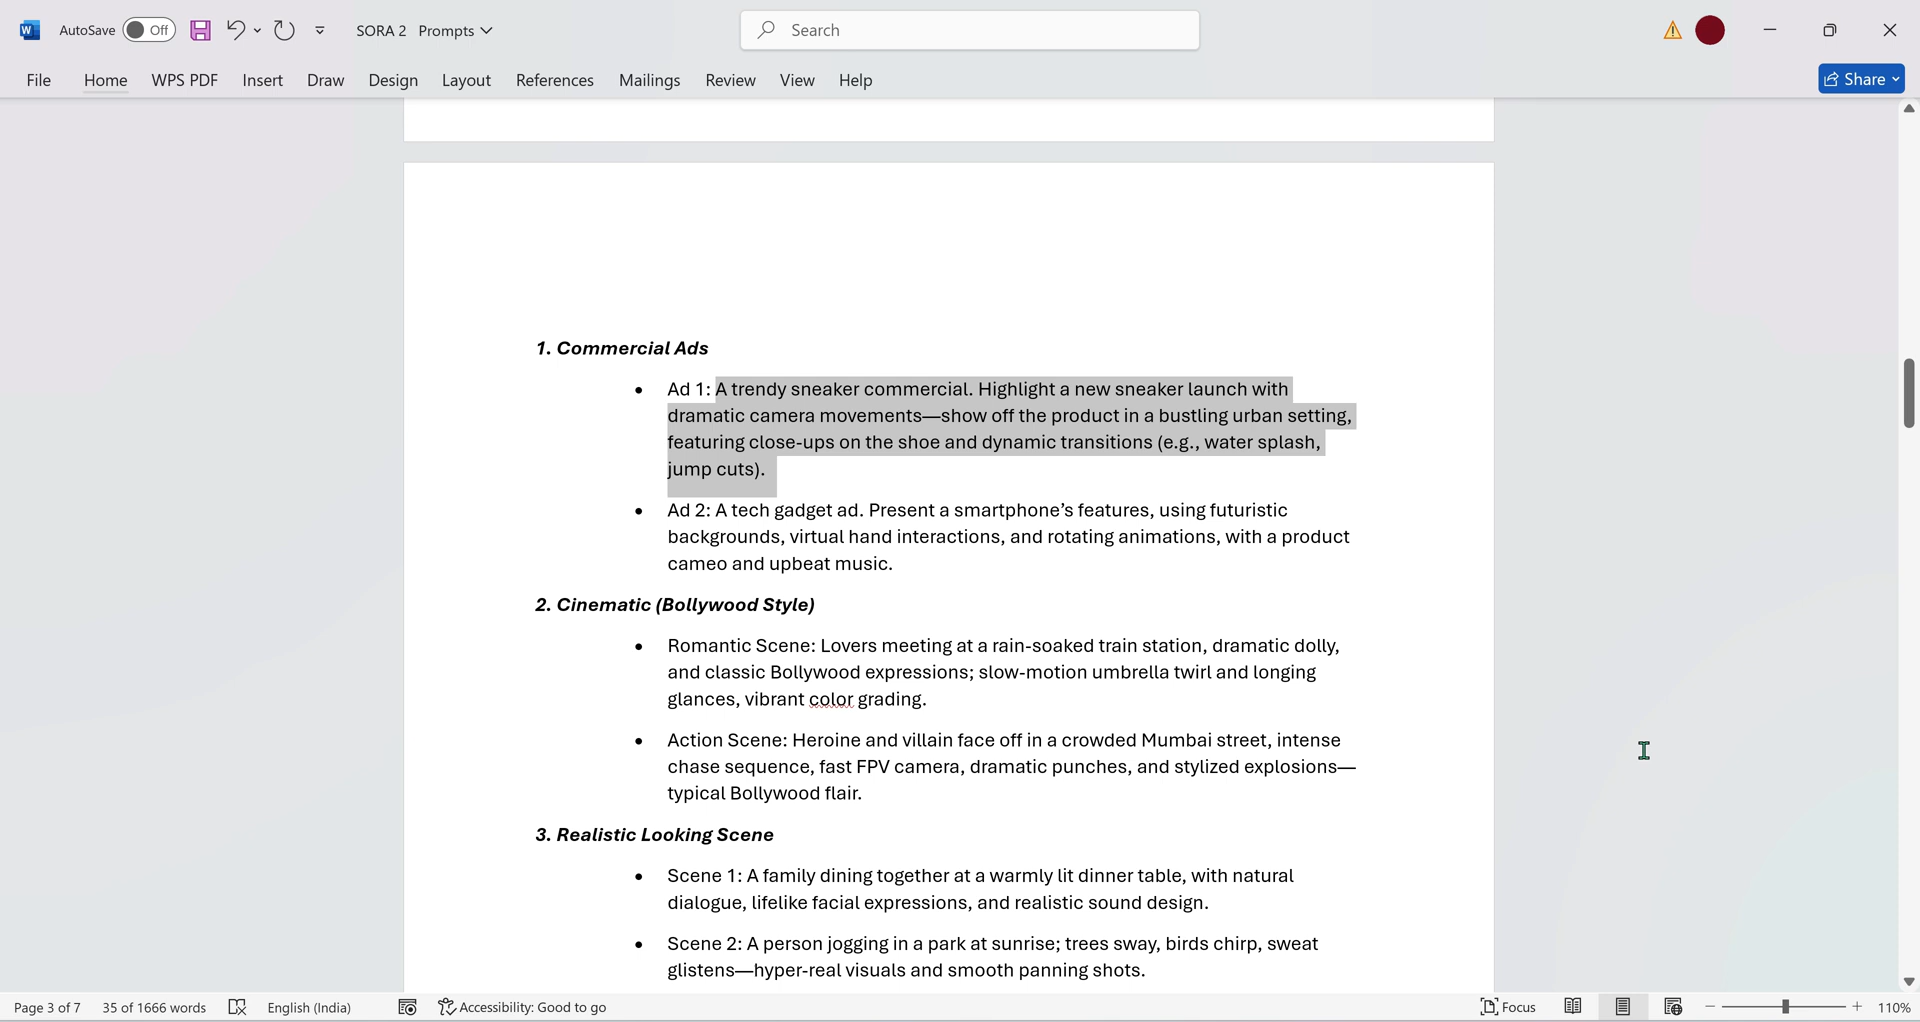 AutoSave Off SORA 2 Prompts Search
File Home WPS PDF Insert Draw Design Layout References Mailings Review View Help Share
1. Commercial Ads
• Ad 1: A trendy sneaker commercial. Highlight a new sneaker launch with
dramatic camera movements—show off the product in a bustling urban setting,
featuring close-ups on the shoe and dynamic transitions (e.g., water splash,
jump cuts).
• Ad 2: A tech gadget ad. Present a smartphone’s features, using futuristic
backgrounds, virtual hand interactions, and rotating animations, with a product
cameo and upbeat music.
2. Cinematic (Bollywood Style)
• Romantic Scene: Lovers meeting at a rain-soaked train station, dramatic dolly,
and classic Bollywood expressions; slow-motion umbrella twirl and longing
glances, vibrant color grading.
• Action Scene: Heroine and villain face off in a crowded Mumbai street, intense
chase sequence, fast FPV camera, dramatic punches, and stylized explosions—
typical Bollywood flair.
3. Realistic Looking Scene
• Scene 1: A family dining together at a warmly lit dinner table, with natural
dialogue, lifelike facial expressions, and realistic sound design.
• Scene 2: A person jogging in a park at sunrise; trees sway, birds chirp, sweat
glistens—hyper-real visuals and smooth panning shots.
Page 3 of 7 35 of 1666 words English (India) Accessibility: Good to go Focus 110%